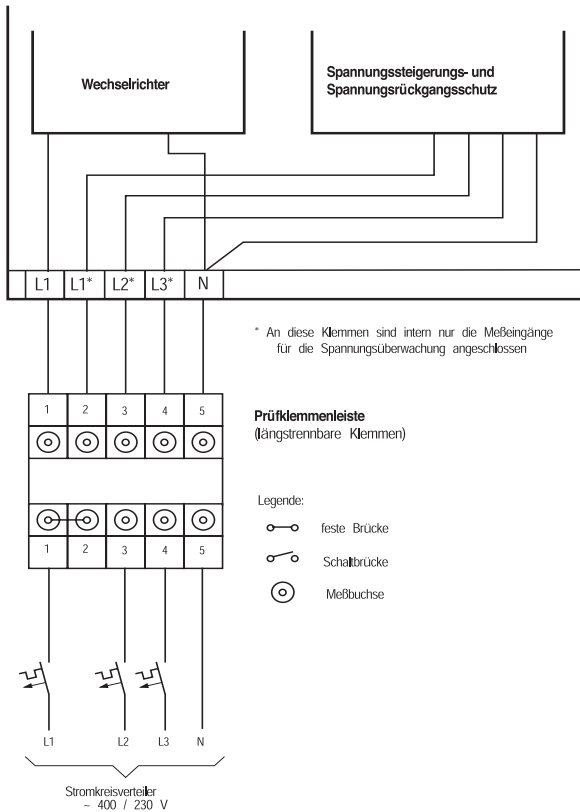 Wechselrichter
Spannungssteigerungs- und
Spannungsrückgangsschutz
L1 L1* L2* L3* N
* An diese Klemmen sind intern nur die Meßeingänge
für die Spannungsüberwachung angeschlossen
1 2 3 4 5
Prüfklemmenleiste
(längstrennbare Klemmen)
Legende:
feste Brücke
Schaltbrücke
Meßbuchse
1 2 3 4 5
L1 L2 L3 N
Stromkreisverteiler
~ 400 / 230 V